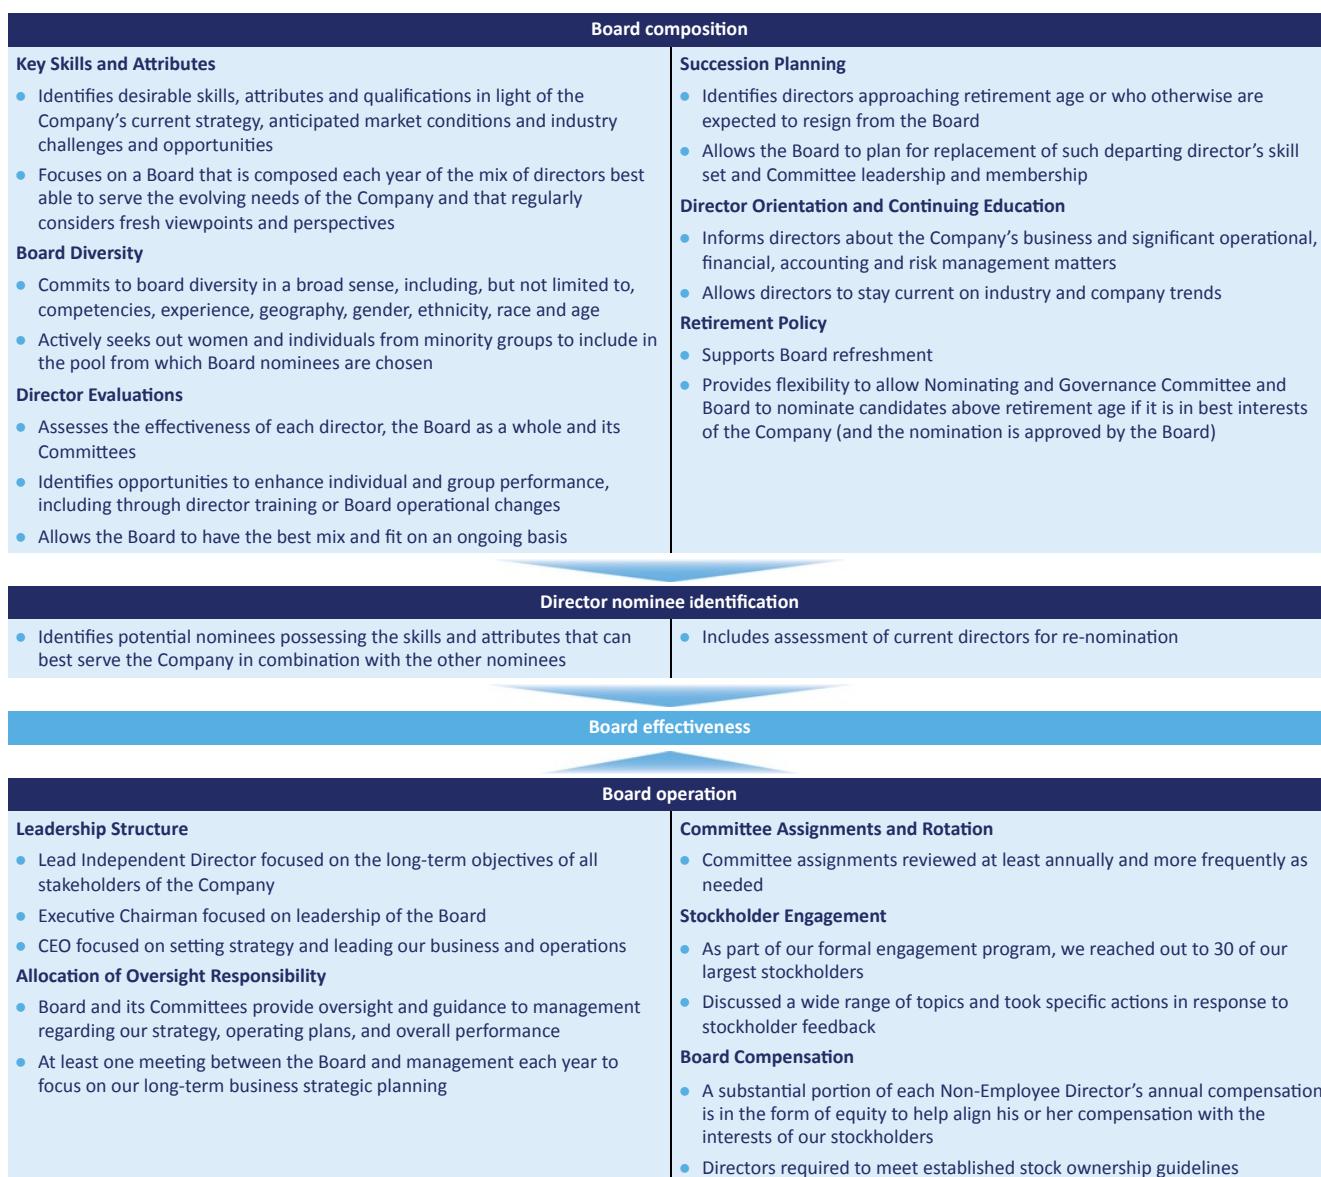 Board composition
Key Skills and Attributes
● Identifies desirable skills, attributes and qualifications in light of the
Company’s current strategy, anticipated market conditions and industry
challenges and opportunities
● Focuses on a Board that is composed each year of the mix of directors best
able to serve the evolving needs of the Company and that regularly
considers fresh viewpoints and perspectives
Board Diversity
● Commits to board diversity in a broad sense, including, but not limited to,
competencies, experience, geography, gender, ethnicity, race and age
● Actively seeks out women and individuals from minority groups to include in
the pool from which Board nominees are chosen
Director Evaluations
● Assesses the effectiveness of each director, the Board as a whole and its
Committees
● Identifies opportunities to enhance individual and group performance,
including through director training or Board operational changes
● Allows the Board to have the best mix and fit on an ongoing basis
Succession Planning
● Identifies directors approaching retirement age or who otherwise are
expected to resign from the Board
● Allows the Board to plan for replacement of such departing director’s skill
set and Committee leadership and membership
Director Orientation and Continuing Education
● Informs directors about the Company’s business and significant operational,
financial, accounting and risk management matters
● Allows directors to stay current on industry and company trends
Retirement Policy
● Supports Board refreshment
● Provides flexibility to allow Nominating and Governance Committee and
Board to nominate candidates above retirement age if it is in best interests
of the Company (and the nomination is approved by the Board)
Director nominee identification
● Identifies potential nominees possessing the skills and attributes that can
best serve the Company in combination with the other nominees
● Includes assessment of current directors for re-nomination
Board effectiveness
Board operation
Leadership Structure
● Lead Independent Director focused on the long-term objectives of all
stakeholders of the Company
● Executive Chairman focused on leadership of the Board
● CEO focused on setting strategy and leading our business and operations
Allocation of Oversight Responsibility
● Board and its Committees provide oversight and guidance to management
regarding our strategy, operating plans, and overall performance
● At least one meeting between the Board and management each year to
focus on our long-term business strategic planning
Committee Assignments and Rotation
● Committee assignments reviewed at least annually and more frequently as
needed
Stockholder Engagement
● As part of our formal engagement program, we reached out to 30 of our
largest stockholders
● Discussed a wide range of topics and took specific actions in response to
stockholder feedback
Board Compensation
● A substantial portion of each Non-Employee Director’s annual compensation
is in the form of equity to help align his or her compensation with the
interests of our stockholders
● Directors required to meet established stock ownership guidelines